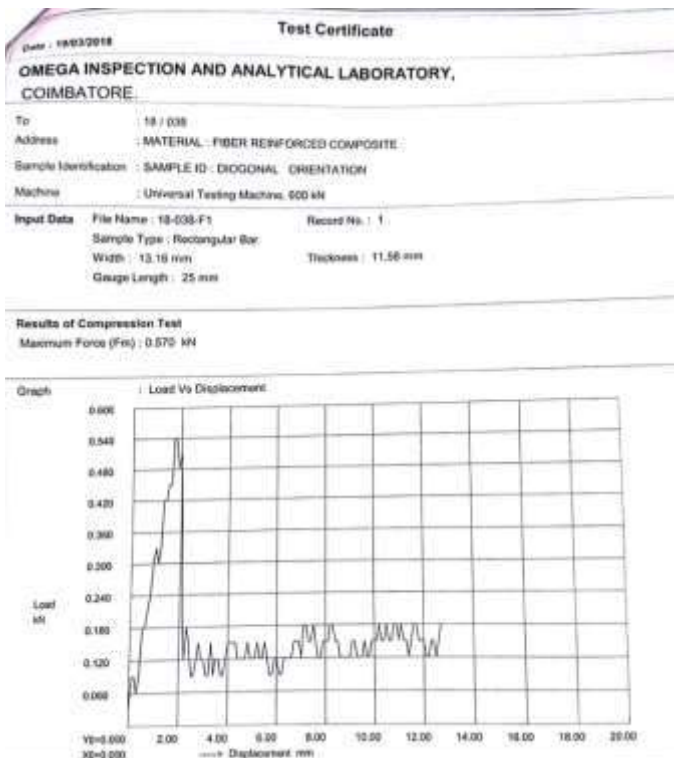 Test Certificate
Date : 19/03/2018
OMEGA INSPECTION AND ANALYTICAL LABORATORY,
COIMBATORE.
To : 18 / 038
Address : MATERIAL : FIBER REINFORCED COMPOSITE
Sample Identification : SAMPLE ID : DIOGONAL ORIENTATION
Machine : Universal Testing Machine, 600 kN
Input Data File Name : 18-038-F1 Record No. : 1
Sample Type : Rectangular Bar
Width : 13.16 mm Thickness : 11.56 mm
Gauge Length : 25 mm
Results of Compression Test
Maximum Force (Fm) : 0.570 kN
Graph : Load Vs Displacement
0.600
0.540
0.480
0.420
0.360
0.300
Load 0.240
kN
0.180
0.120
0.060
Y0=0.000 2.00 4.00 6.00 8.00 10.00 12.00 14.00 16.00 18.00 20.00
X0=0.000 ----> Displacement mm